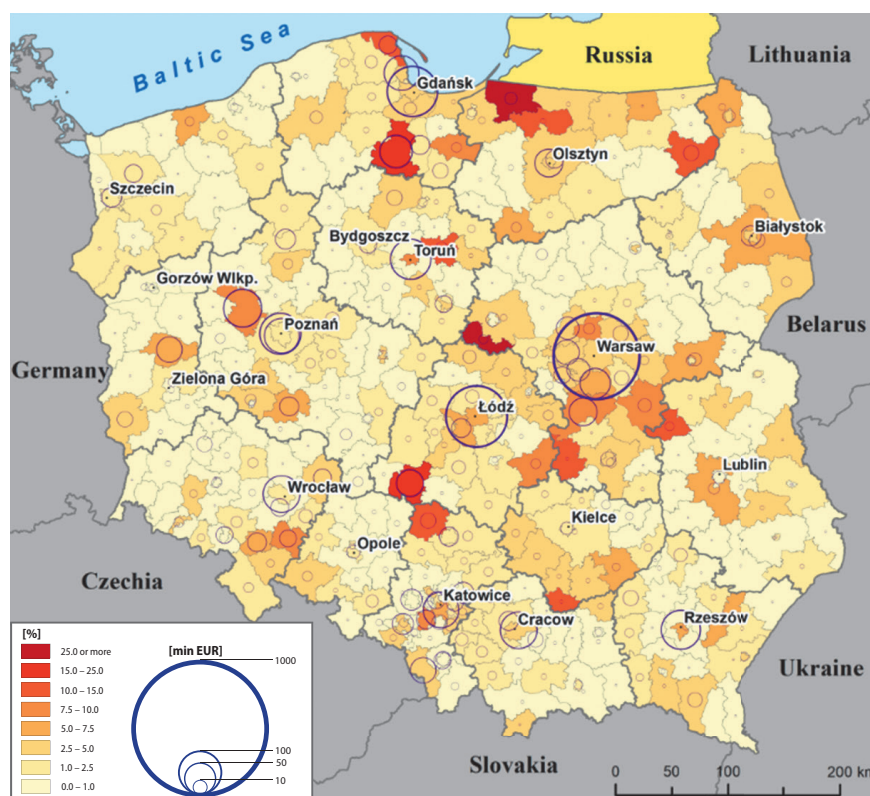 Baltic Sea
Russia
Lithuania
Gdańsk
Olsztyn
Szczecin
Białystok
Bydgoszcz
Toruń
Gorzów Wlkp.
Belarus
Poznań
Warsaw
Germany
Zielona Góra
Łódź
Lublin
Wrocław
Kielce
Opole
Czechia
Katowice
Cracow
Rzeszów
Ukraine
Slovakia
[%]
25.0 or more
15.0 – 25.0
10.0 – 15.0
7.5 – 10.0
5.0 – 7.5
2.5 – 5.0
1.0 – 2.5
0.0 – 1.0
[mln EUR]
1000
100
50
10
0 50 100 200 km